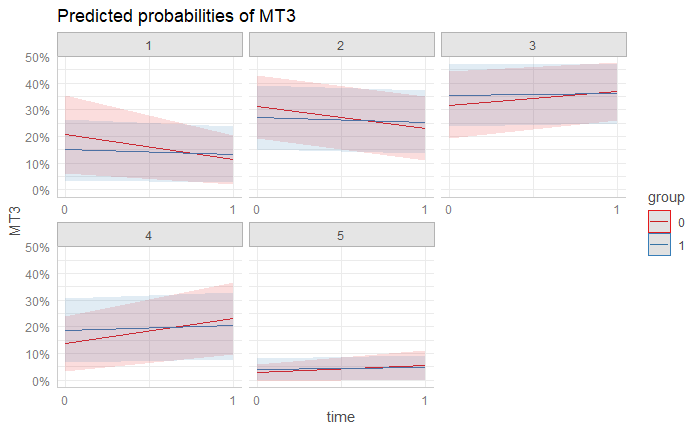 Predicted probabilities of MT3
1 2 3
50%
40%
30%
20%
10%
0%
0 1 0 1 0 1
4 5
50%
40%
30%
20%
10%
0%
0 1 0 1
MT3
time
group
0
1